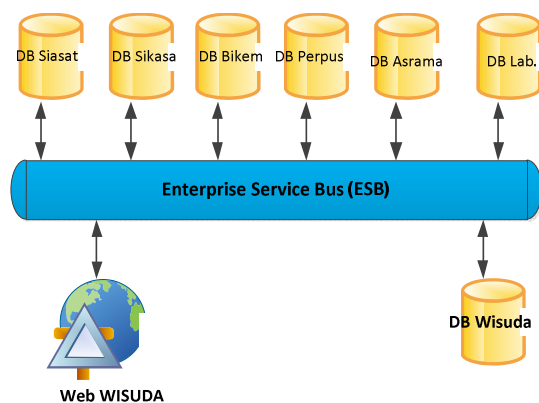 DB Siasat
DB Sikasa
DB Bikem
DB Perpus
DB Asrama
DB Lab.
Enterprise Service Bus (ESB)
DB Wisuda
Web WISUDA